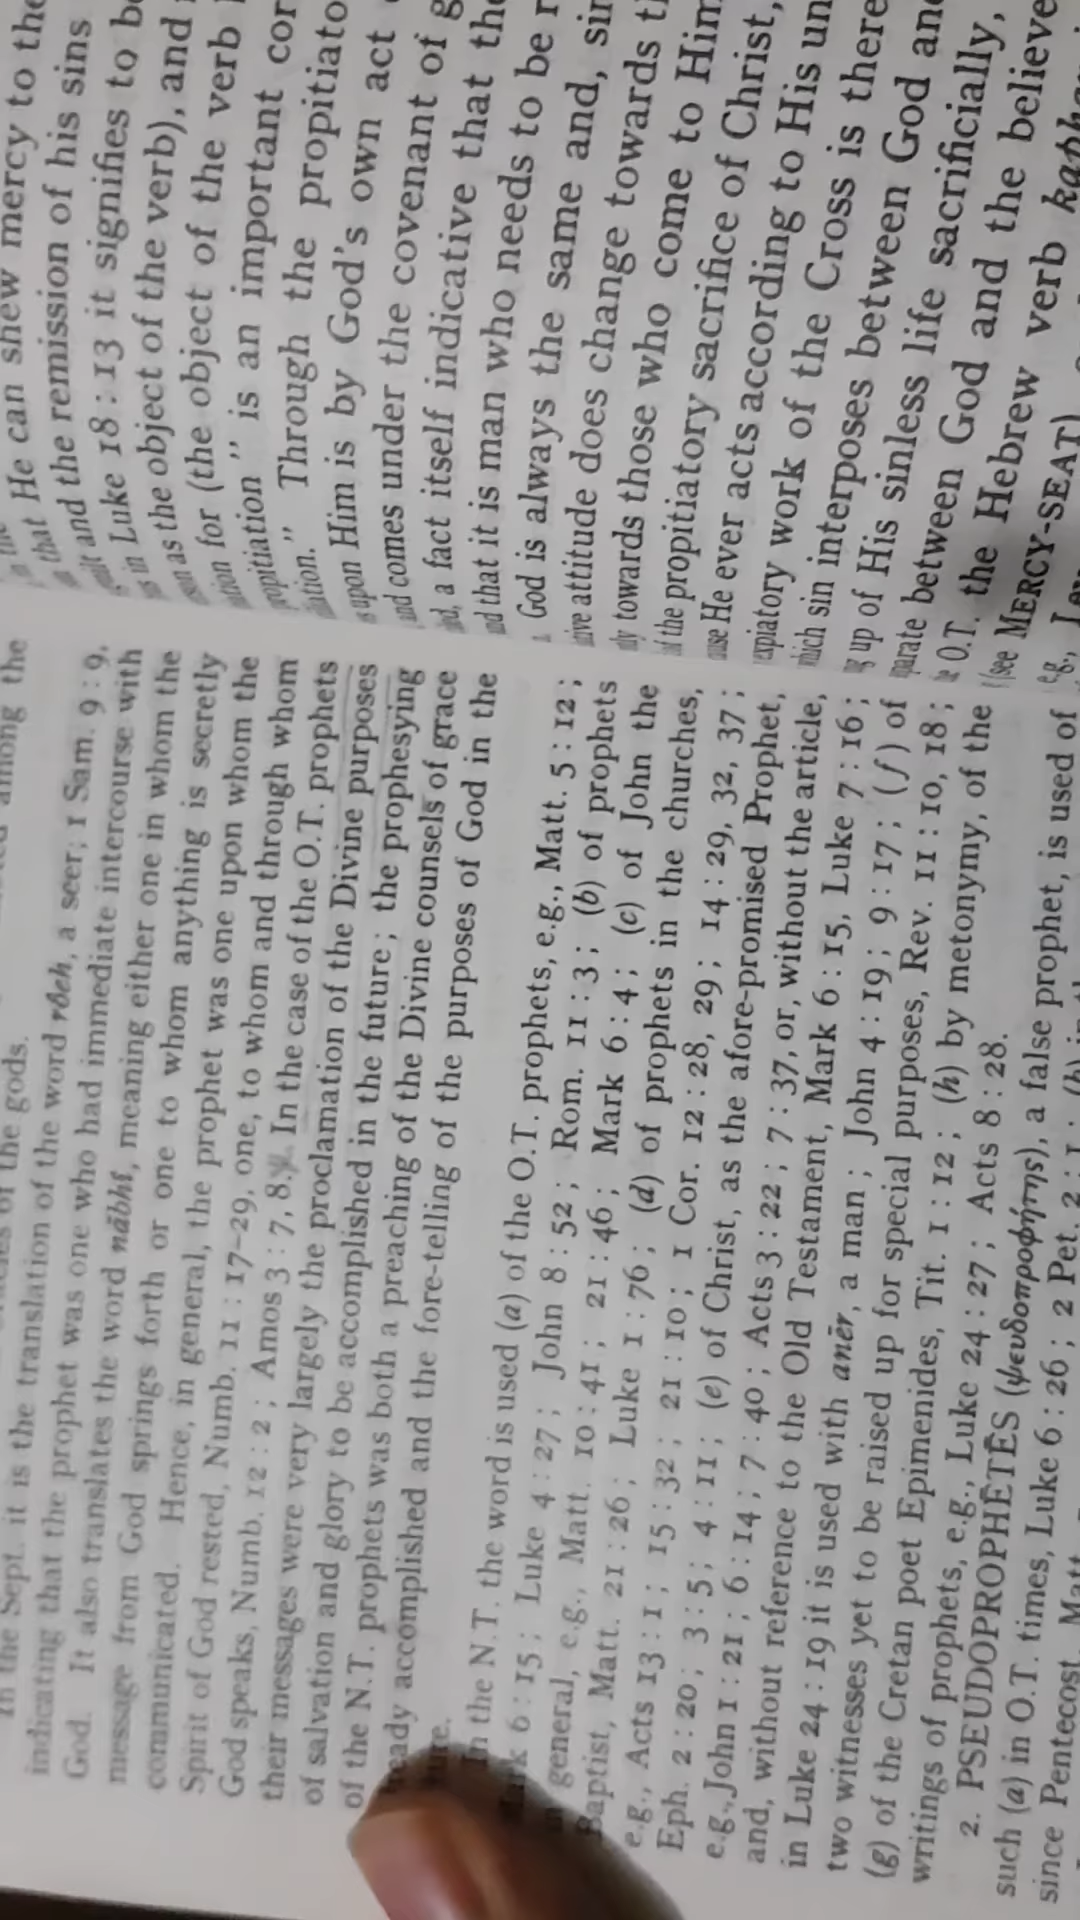 In the Sept. it is the translation of the word rôeh, a seer; 1 Sam. 9 : 9,
indicating that the prophet was one who had immediate intercourse with
God. It also translates the word nābhî, meaning either one in whom the
message from God springs forth or one to whom anything is secretly
communicated. Hence, in general, the prophet was one upon whom the
Spirit of God rested, Numb. 11 : 17-29, one, to whom and through whom
God speaks, Numb. 12 : 2 ; Amos 3 : 7, 8. In the case of the O.T. prophets
their messages were very largely the proclamation of the Divine purposes
of salvation and glory to be accomplished in the future ; the prophesying
of the N.T. prophets was both a preaching of the Divine counsels of grace
eady accomplished and the fore-telling of the purposes of God in the
ure.
In the N.T. the word is used (a) of the O.T. prophets, e.g., Matt. 5 : 12 ;
k 6 : 15 ; Luke 4 : 27 ; John 8 : 52 ; Rom. 11 : 3 ; (b) of prophets
general, e.g., Matt. 10 : 41 ; 21 : 46 ; Mark 6 : 4 ; (c) of John the
Baptist, Matt. 21 : 26 ; Luke 1 : 76 ; (d) of prophets in the churches,
e.g., Acts 13 : 1 ; 15 : 32 ; 21 : 10 ; 1 Cor. 12 : 28, 29 ; 14 : 29, 32, 37 ;
Eph. 2 : 20 ; 3 : 5 ; 4 : 11 ; (e) of Christ, as the afore-promised Prophet,
e.g., John 1 : 21 ; 6 : 14 ; 7 : 40 ; Acts 3 : 22 ; 7 : 37, or, without the article,
and, without reference to the Old Testament, Mark 6 : 15, Luke 7 : 16 ;
in Luke 24 : 19 it is used with anēr, a man ; John 4 : 19 ; 9 : 17 ; (f) of
two witnesses yet to be raised up for special purposes, Rev. 11 : 10, 18 ;
(g) of the Cretan poet Epimenides, Tit. 1 : 12 ; (h) by metonymy, of the
writings of prophets, e.g., Luke 24 : 27 ; Acts 8 : 28.
2. PSEUDOPROPHĒTĒS (ψευδοπροφήτης), a false prophet, is used of
such (a) in O.T. times, Luke 6 : 26 ; 2 Pet. 2 : 1
since Pentecost, Matt.
He can shew mercy to the
that and the remission of his sins
in Luke 18 : 13 it signifies to be
as the object of the verb), and
for (the object of the verb
ropitiation " is an important cor
" Through the propitiato
upon Him is by God's own act
and comes under the covenant of g
a fact itself indicative that the
and that it is man who needs to be r
God is always the same and, sin
attitude does change towards
towards those who come to Him
of the propitiatory sacrifice of Christ,
He ever acts according to His un
expiatory work of the Cross is there
which sin interposes between God and
up of His sinless life sacrificially,
between God and the believe
O.T. the Hebrew verb
(see MERCY-SEAT)
e.g.,